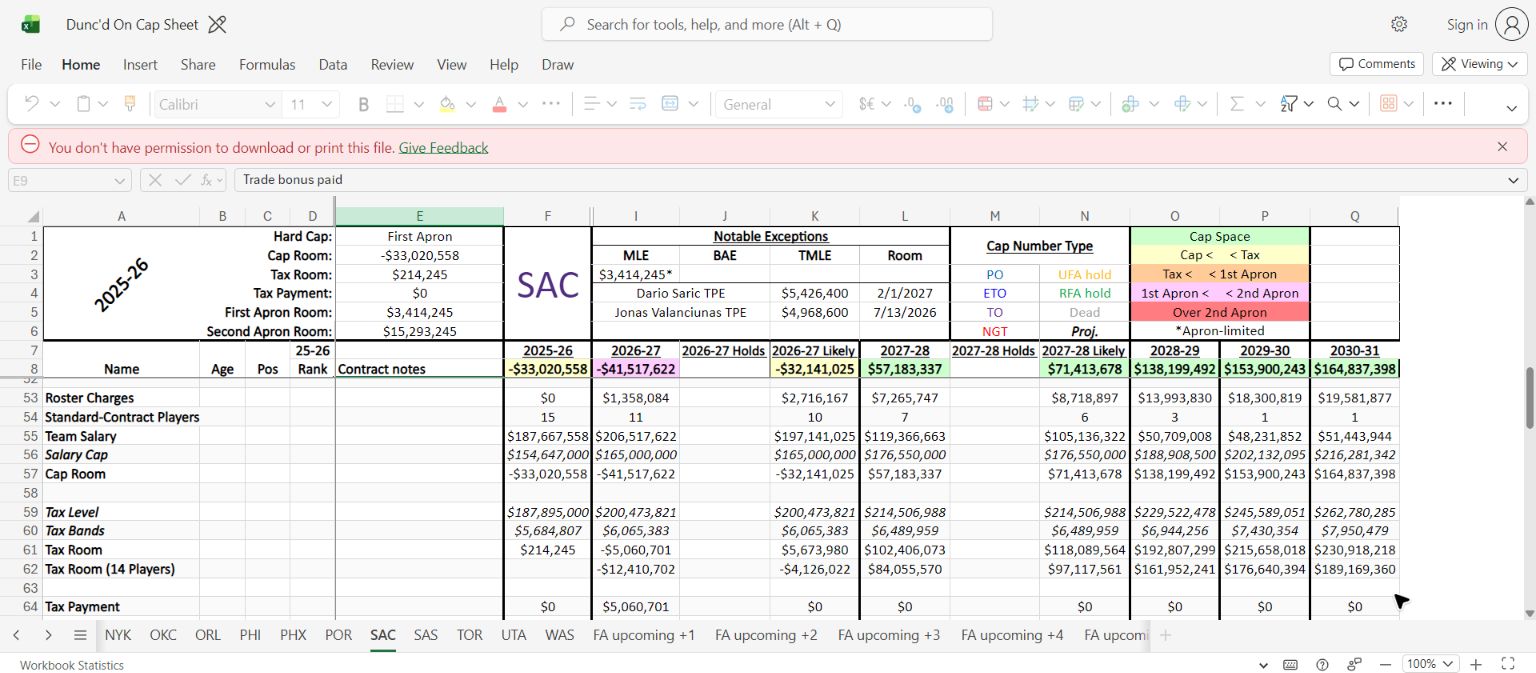 Dunc'd On Cap Sheet
Search for tools, help, and more (Alt + Q)
Sign in
File Home Insert Share Formulas Data Review View Help Draw
Comments Viewing
Calibri 11 B General $€
You don't have permission to download or print this file. Give Feedback
E9 fx Trade bonus paid
A B C D E F I J K L M N O P Q
1 Hard Cap: First Apron Notable Exceptions Cap Space
2 Cap Room: -$33,020,558 MLE BAE TMLE Room Cap Number Type Cap < < Tax
3 2025-26 Tax Room: $214,245 SAC $3,414,245* PO UFA hold Tax < < 1st Apron
4 Tax Payment: $0 Dario Saric TPE $5,426,400 2/1/2027 ETO RFA hold 1st Apron < < 2nd Apron
5 First Apron Room: $3,414,245 Jonas Valanciunas TPE $4,968,600 7/13/2026 TO Dead Over 2nd Apron
6 Second Apron Room: $15,293,245 NGT Proj. *Apron-limited
7 25-26 2025-26 2026-27 2026-27 Holds 2026-27 Likely 2027-28 2027-28 Holds 2027-28 Likely 2028-29 2029-30 2030-31
8 Name Age Pos Rank Contract notes -$33,020,558 -$41,517,622 -$32,141,025 $57,183,337 $71,413,678 $138,199,492 $153,900,243 $164,837,398
53 Roster Charges $0 $1,358,084 $2,716,167 $7,265,747 $8,718,897 $13,993,830 $18,300,819 $19,581,877
54 Standard-Contract Players 15 11 10 7 6 3 1 1
55 Team Salary $187,667,558 $206,517,622 $197,141,025 $119,366,663 $105,136,322 $50,709,008 $48,231,852 $51,443,944
56 Salary Cap $154,647,000 $165,000,000 $165,000,000 $176,550,000 $176,550,000 $188,908,500 $202,132,095 $216,281,342
57 Cap Room -$33,020,558 -$41,517,622 -$32,141,025 $57,183,337 $71,413,678 $138,199,492 $153,900,243 $164,837,398
58
59 Tax Level $187,895,000 $200,473,821 $200,473,821 $214,506,988 $214,506,988 $229,522,478 $245,589,051 $262,780,285
60 Tax Bands $5,684,807 $6,065,383 $6,065,383 $6,489,959 $6,489,959 $6,944,256 $7,430,354 $7,950,479
61 Tax Room $214,245 -$5,060,701 $5,673,980 $102,406,073 $118,089,564 $192,807,299 $215,658,018 $230,918,218
62 Tax Room (14 Players) -$12,410,702 -$4,126,022 $84,055,570 $97,117,561 $161,952,241 $176,640,394 $189,169,360
63
64 Tax Payment $0 $5,060,701 $0 $0 $0 $0 $0 $0
NYK OKC ORL PHI PHX POR SAC SAS TOR UTA WAS FA upcoming +1 FA upcoming +2 FA upcoming +3 FA upcoming +4 FA upcomi
Workbook Statistics 100%